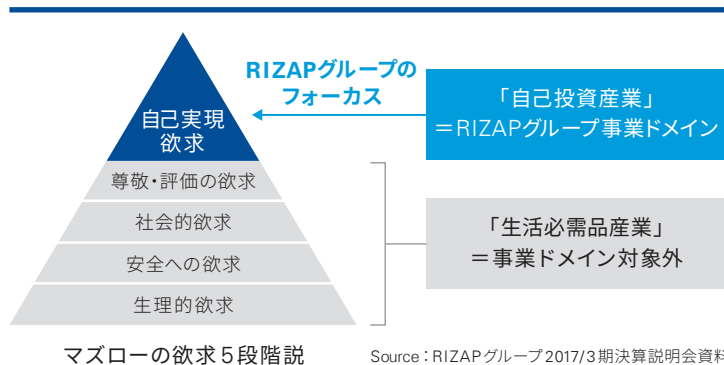 RIZAPグループの
フォーカス
「自己投資産業」
＝RIZAPグループ事業ドメイン
自己実現
欲求
尊敬・評価の欲求
社会的欲求
安全への欲求
生理的欲求
「生活必需品産業」
＝事業ドメイン対象外
マズローの欲求5段階説
Source：RIZAPグループ2017/3期決算説明会資料